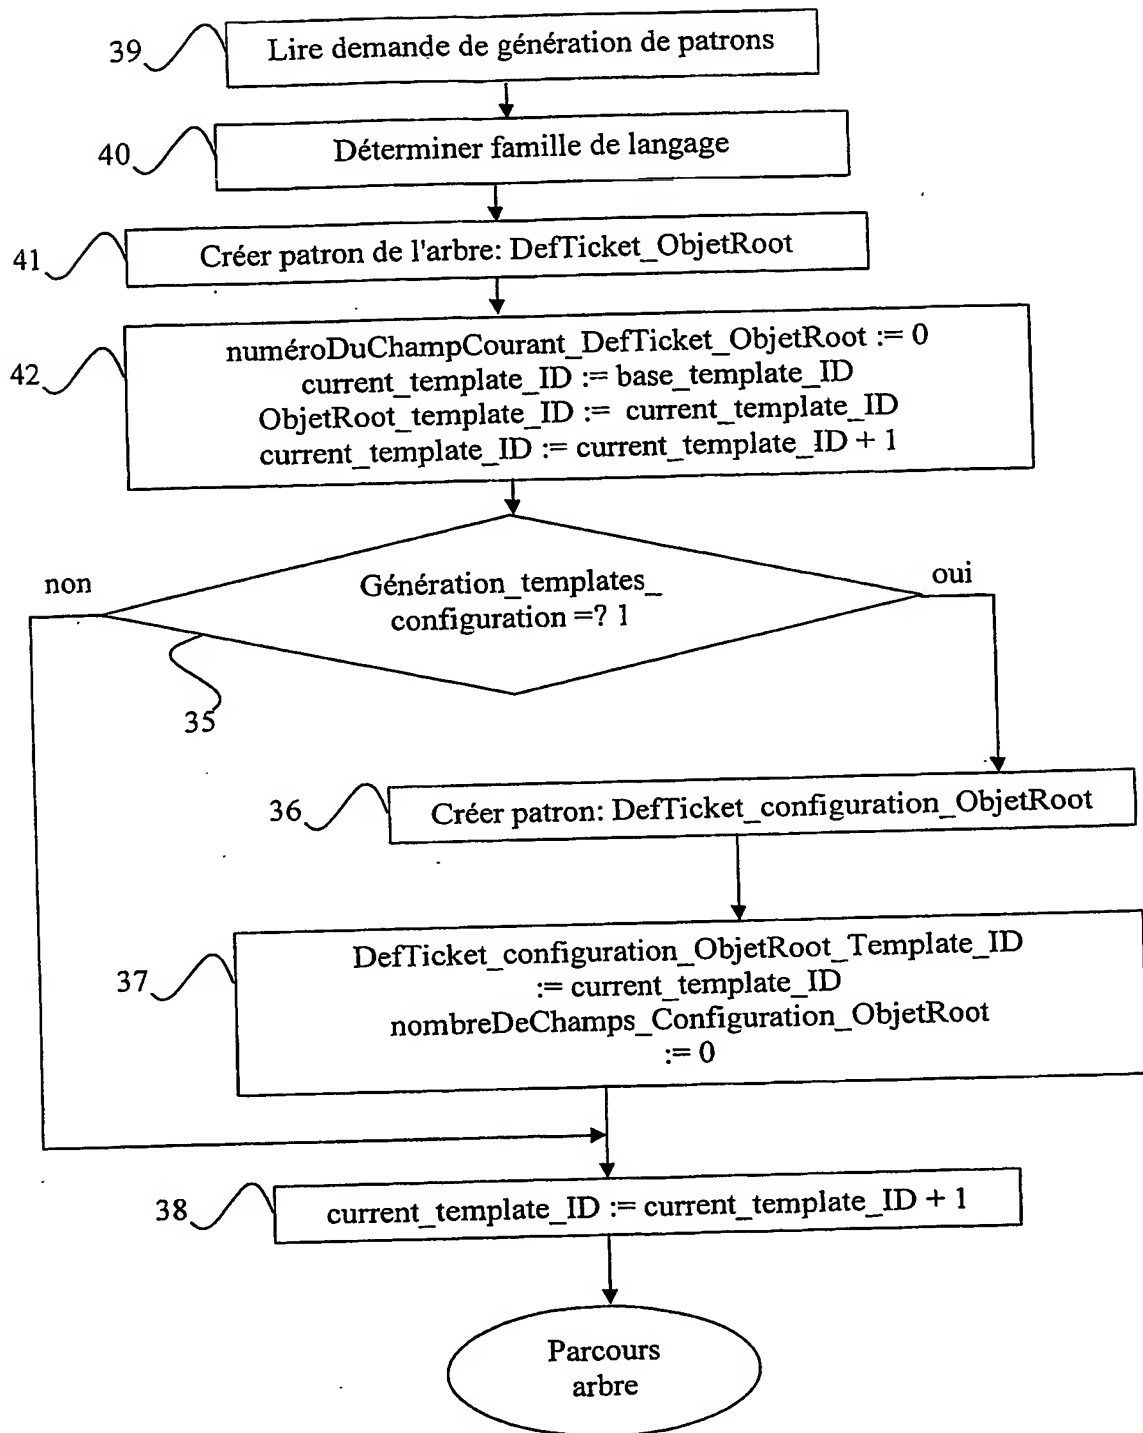 39
Lire demande de génération de patrons
40
Déterminer famille de langage
41
Créer patron de l'arbre: DefTicket_ObjetRoot
42
numéroDuChampCourant_DefTicket_ObjetRoot := 0
current_template_ID := base_template_ID
ObjetRoot_template_ID := current_template_ID
current_template_ID := current_template_ID + 1
non
Génération_templates_
configuration =? 1
oui
35
36
Créer patron: DefTicket_configuration_ObjetRoot
37
DefTicket_configuration_ObjetRoot_Template_ID
:= current_template_ID
nombreDeChamps_Configuration_ObjetRoot
:= 0
38
current_template_ID := current_template_ID + 1
Parcours
arbre